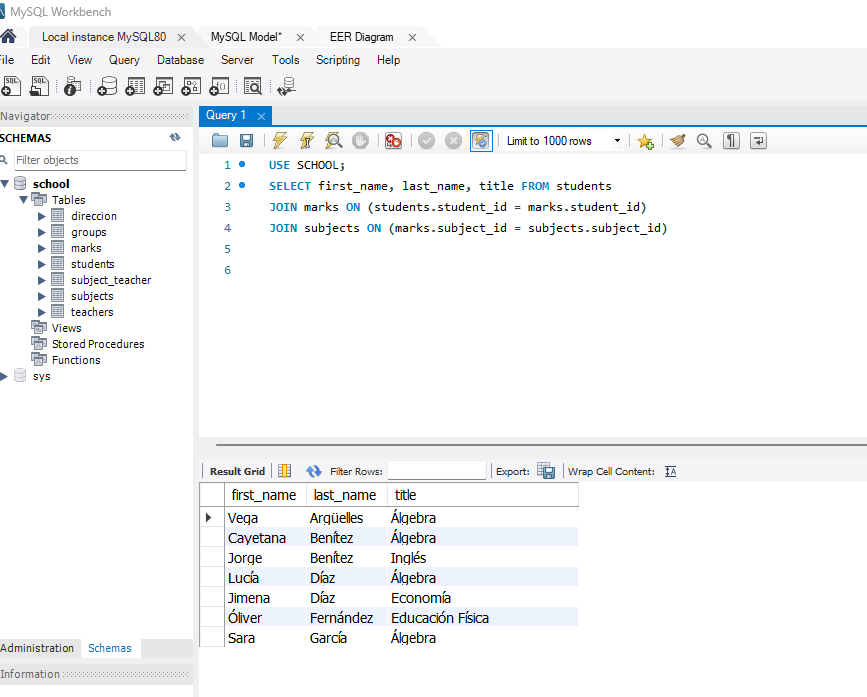 MySQL Workbench
Local instance MySQL80
MySQL Model*
EER Diagram
File Edit View Query Database Server Tools Scripting Help
Navigator
SCHEMAS
Filter objects
school
Tables
direccion
groups
marks
students
subject_teacher
subjects
teachers
Views
Stored Procedures
Functions
sys
Administration Schemas
Information
Query 1
Limit to 1000 rows
1 USE SCHOOL;
2 SELECT first_name, last_name, title FROM students
3 JOIN marks ON (students.student_id = marks.student_id)
4 JOIN subjects ON (marks.subject_id = subjects.subject_id)
5
6
Result Grid Filter Rows: Export: Wrap Cell Content:
first_name last_name title
Vega Argüelles Álgebra
Cayetana Benítez Álgebra
Jorge Benítez Inglés
Lucía Díaz Álgebra
Jimena Díaz Economía
Óliver Fernández Educación Física
Sara García Álgebra